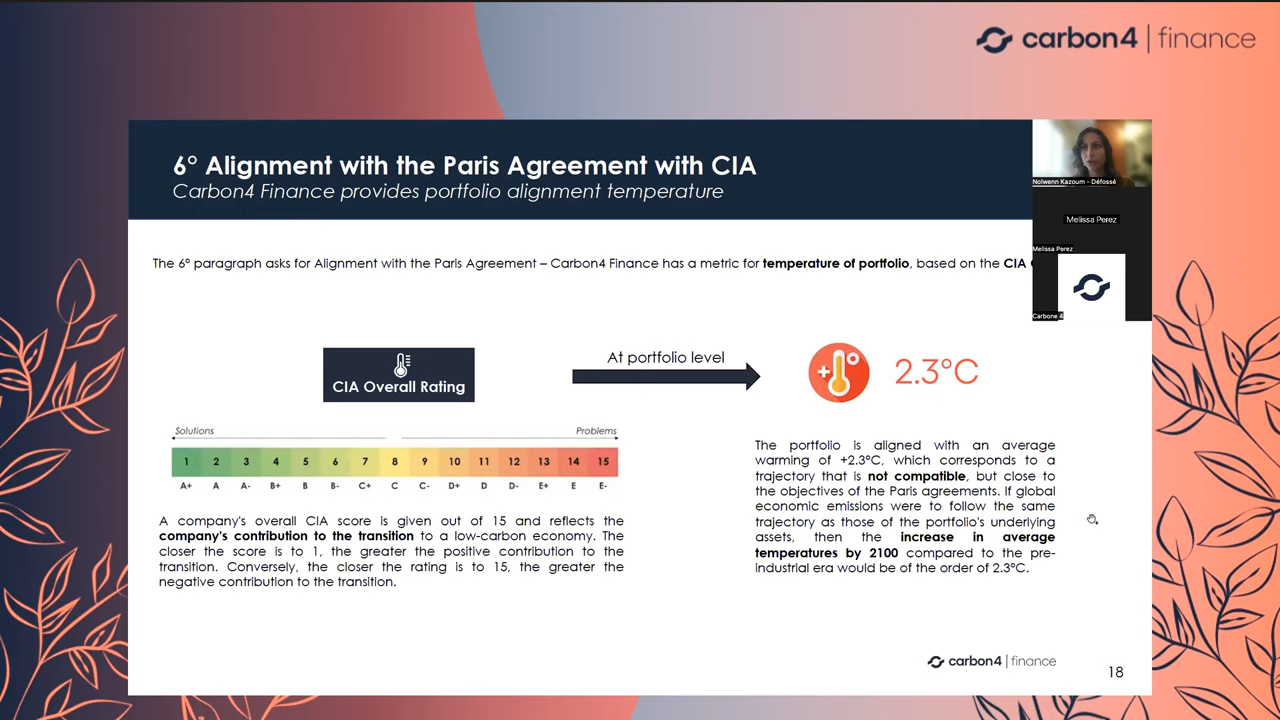 carbon4 | finance
6° Alignment with the Paris Agreement with CIA
Carbon4 Finance provides portfolio alignment temperature
Nolwenn Kazoum - Défossé
Melissa Perez
Melissa Perez
Carbone 4
The 6° paragraph asks for Alignment with the Paris Agreement – Carbon4 Finance has a metric for temperature of portfolio, based on the CIA
CIA Overall Rating
At portfolio level
2.3°C
Solutions
Problems
1 2 3 4 5 6 7 8 9 10 11 12 13 14 15
A+ A A- B+ B B- C+ C C- D+ D D- E+ E E-
A company's overall CIA score is given out of 15 and reflects the
company's contribution to the transition to a low-carbon economy. The
closer the score is to 1, the greater the positive contribution to the
transition. Conversely, the closer the rating is to 15, the greater the
negative contribution to the transition.
The portfolio is aligned with an average
warming of +2.3°C, which corresponds to a
trajectory that is not compatible, but close to
the objectives of the Paris agreements. If global
economic emissions were to follow the same
trajectory as those of the portfolio's underlying
assets, then the increase in average
temperatures by 2100 compared to the pre-
industrial era would be of the order of 2.3°C.
carbon4 | finance
18